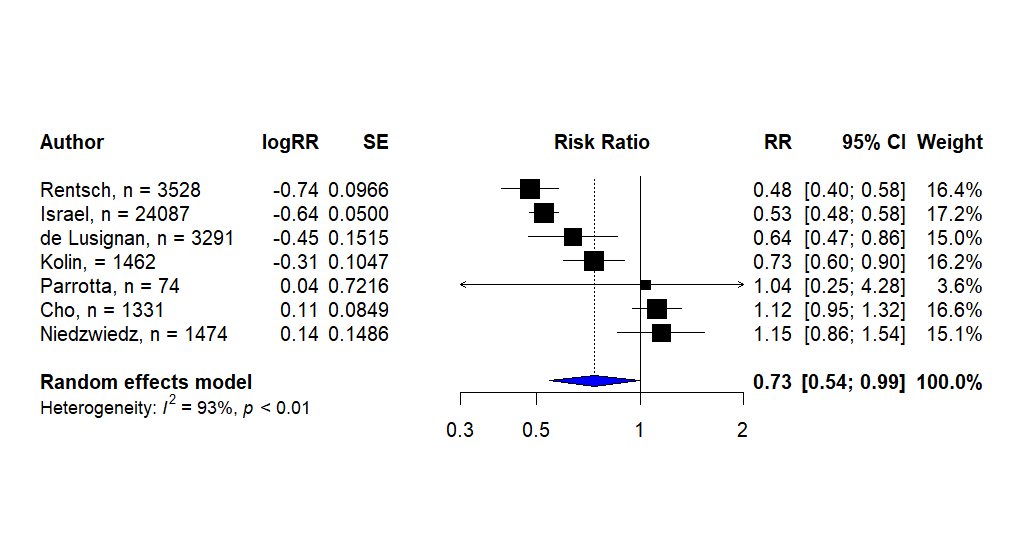 Author logRR SE Risk Ratio RR 95% CI Weight
Rentsch, n = 3528 -0.74 0.0966 0.48 [0.40; 0.58] 16.4%
Israel, n = 24087 -0.64 0.0500 0.53 [0.48; 0.58] 17.2%
de Lusignan, n = 3291 -0.45 0.1515 0.64 [0.47; 0.86] 15.0%
Kolin, = 1462 -0.31 0.1047 0.73 [0.60; 0.90] 16.2%
Parrotta, n = 74 0.04 0.7216 1.04 [0.25; 4.28] 3.6%
Cho, n = 1331 0.11 0.0849 1.12 [0.95; 1.32] 16.6%
Niedzwiedz, n = 1474 0.14 0.1486 1.15 [0.86; 1.54] 15.1%
Random effects model 0.73 [0.54; 0.99] 100.0%
Heterogeneity: I² = 93%, p < 0.01
0.3 0.5 1 2